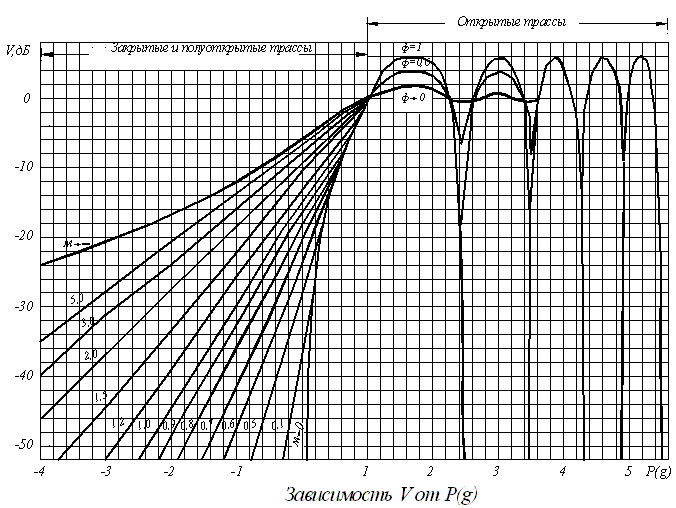 Открытые трассы
V,дБ
Закрытые и полуоткрытые трассы
ф=1
ф=0,6
ф→0
0
-10
-20
-30
-40
-50
м→
5.0
3.0
2.0
1.5
1.2 1.0 0.9 0.8 0.7 0.6 0.5 0.1 м=0
-4 -3 -2 -1 1 2 3 4 5 P(g)
Зависимость V от P(g)